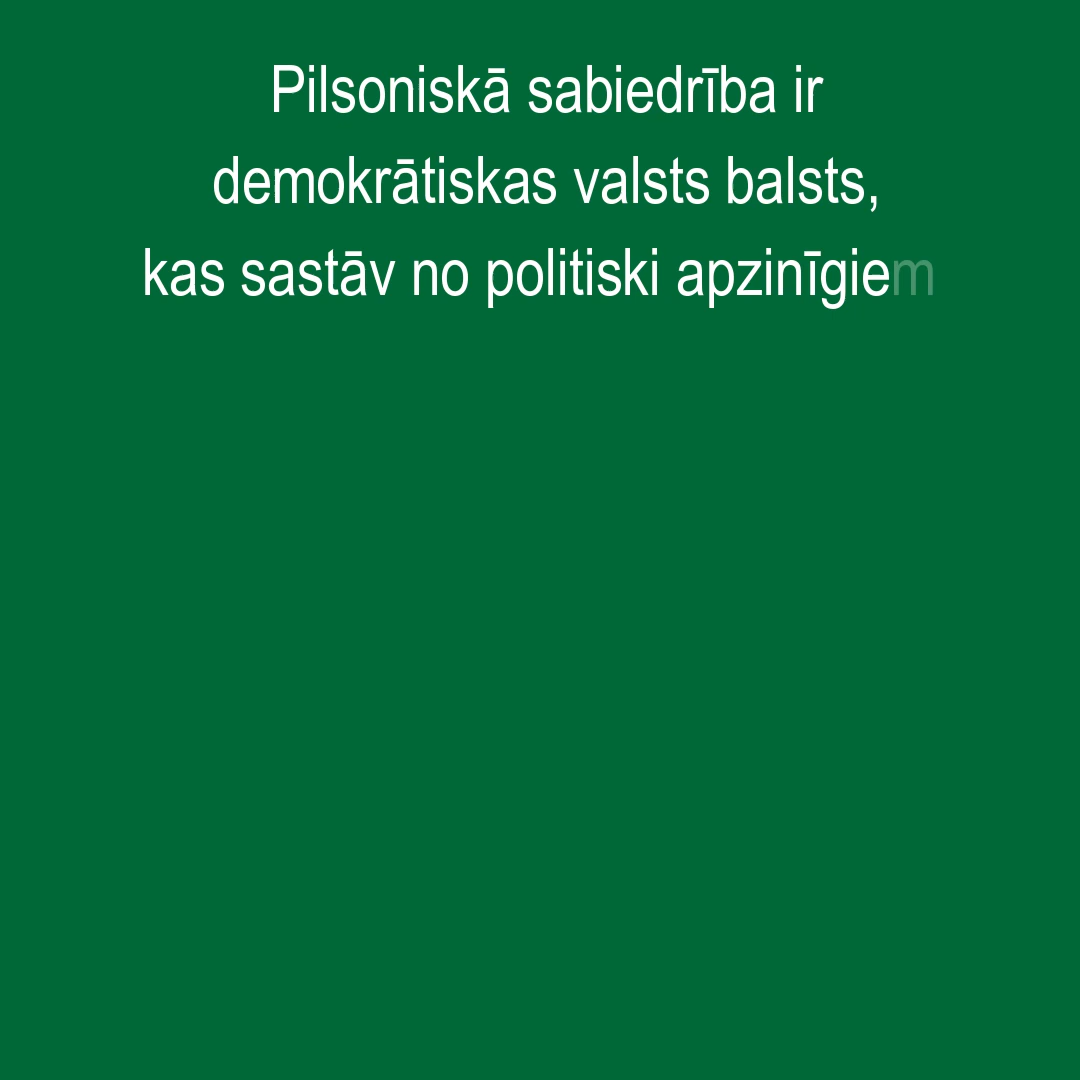 Pilsoniskā sabiedrība ir
demokrātiskas valsts balsts,
kas sastāv no politiski apzinīgiem